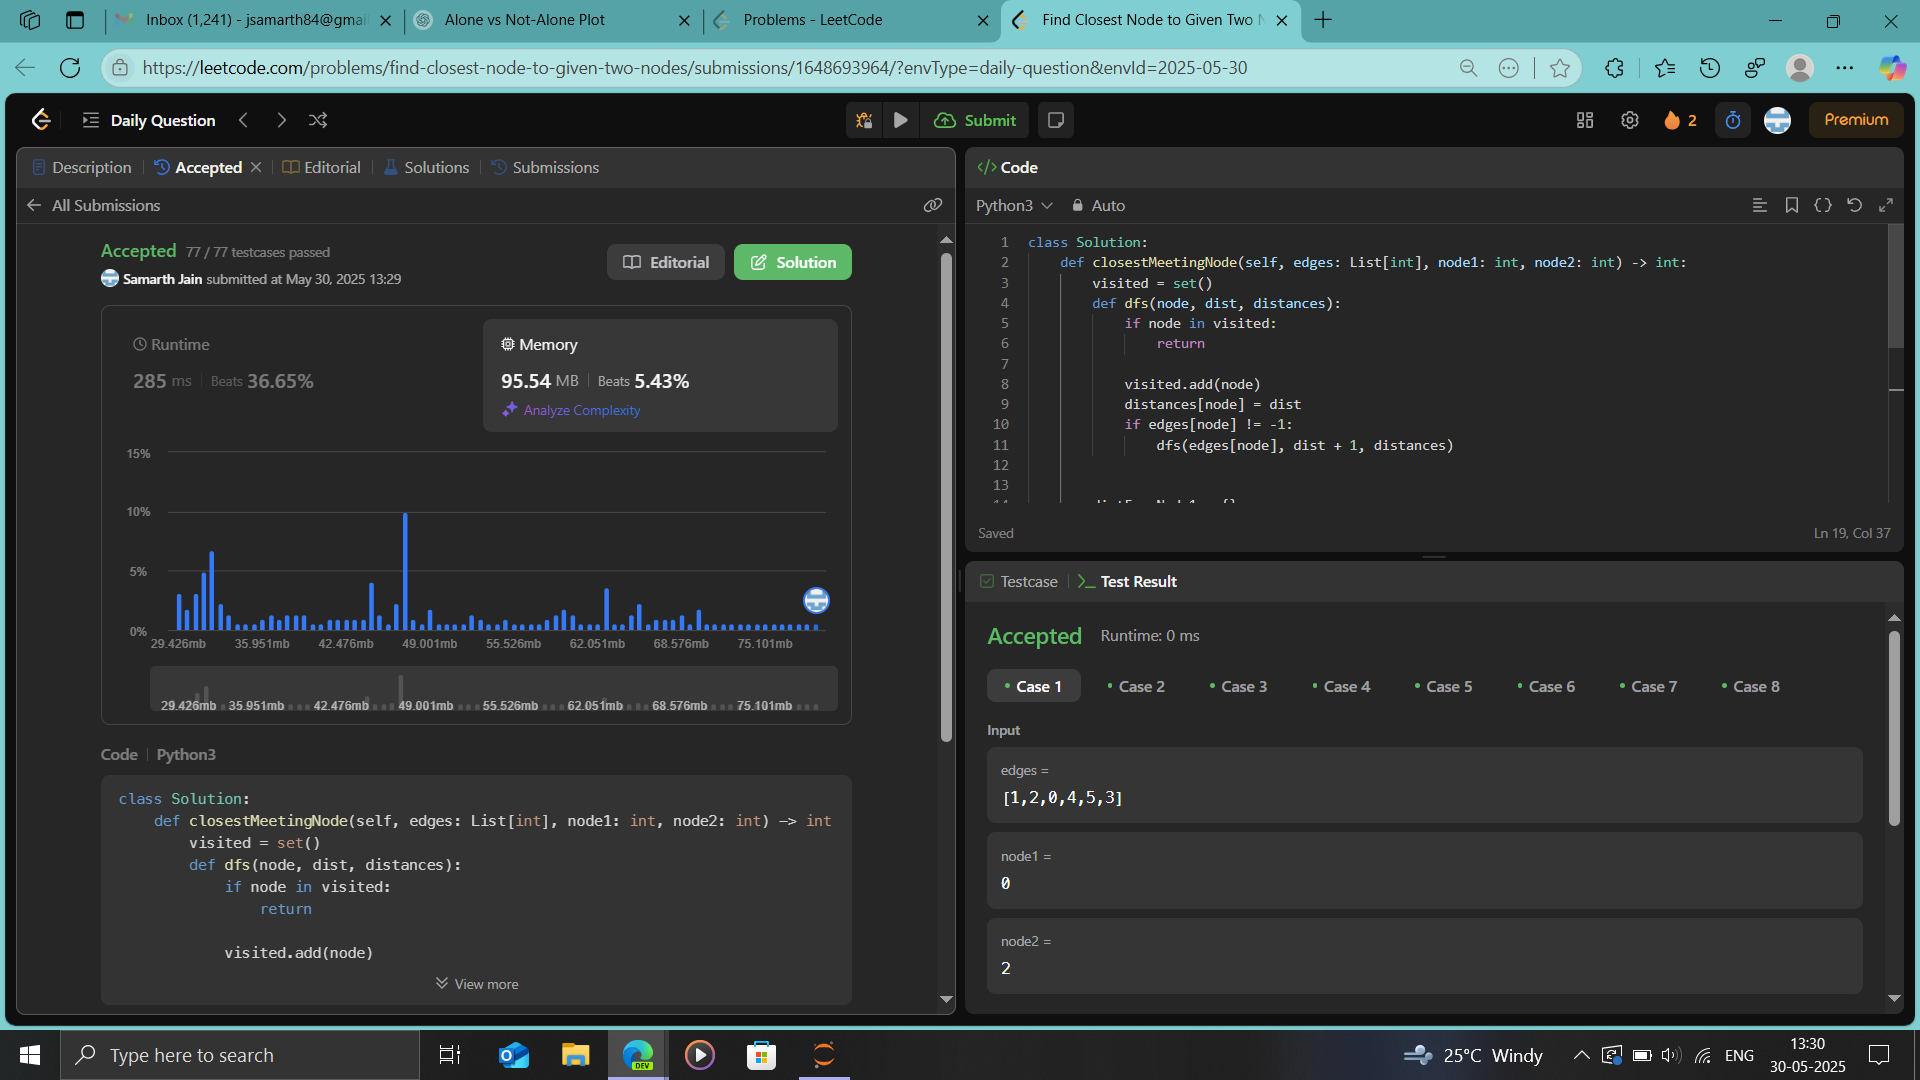 Inbox (1,241) - jsamarth84@gmai
Alone vs Not-Alone Plot
Problems - LeetCode
Find Closest Node to Given Two N
https://leetcode.com/problems/find-closest-node-to-given-two-nodes/submissions/1648693964/?envType=daily-question&envId=2025-05-30
Daily Question
Submit
2
Premium
Description
Accepted
Editorial
Solutions
Submissions
All Submissions
Accepted 77 / 77 testcases passed
Samarth Jain submitted at May 30, 2025 13:29
Editorial
Solution
Runtime
285 ms Beats 36.65%
Memory
95.54 MB Beats 5.43%
Analyze Complexity
15%
10%
5%
0%
29.426mb 35.951mb 42.476mb 49.001mb 55.526mb 62.051mb 68.576mb 75.101mb
29.426mb 35.951mb 42.476mb 49.001mb 55.526mb 62.051mb 68.576mb 75.101mb
Code Python3
class Solution:
def closestMeetingNode(self, edges: List[int], node1: int, node2: int) -> int
visited = set()
def dfs(node, dist, distances):
if node in visited:
return
visited.add(node)
View more
</> Code
Python3 Auto
1 class Solution:
2 def closestMeetingNode(self, edges: List[int], node1: int, node2: int) -> int:
3 visited = set()
4 def dfs(node, dist, distances):
5 if node in visited:
6 return
7
8 visited.add(node)
9 distances[node] = dist
10 if edges[node] != -1:
11 dfs(edges[node], dist + 1, distances)
12
13
Saved
Ln 19, Col 37
Testcase
>_ Test Result
Accepted Runtime: 0 ms
Case 1
Case 2
Case 3
Case 4
Case 5
Case 6
Case 7
Case 8
Input
edges =
[1,2,0,4,5,3]
node1 =
0
node2 =
2
Type here to search
DEV
25°C Windy
ENG
13:30
30-05-2025